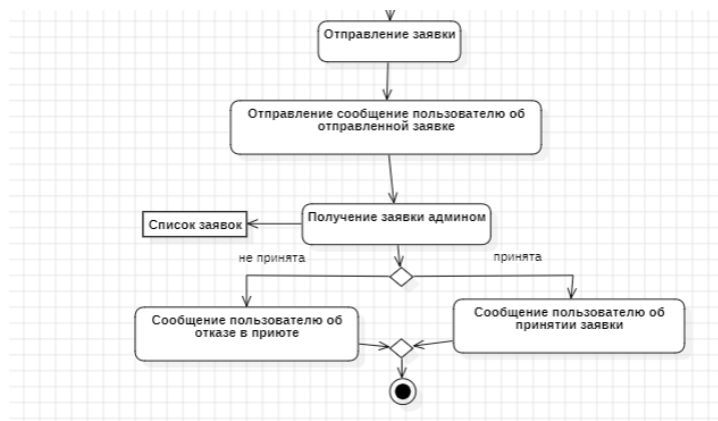 Отправление заявки
Отправление сообщение пользователю об
отправленной заявке
Получение заявки админом
Список заявок
не принята
принята
Сообщение пользователю об
отказе в приюте
Сообщение пользователю об
принятии заявки